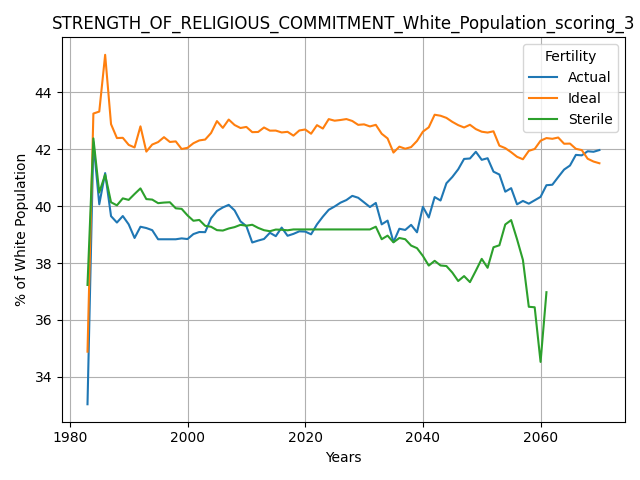 STRENGTH_OF_RELIGIOUS_COMMITMENT_White_Population_scoring_3
Fertility
Actual
Ideal
Sterile
% of White Population
44
42
40
38
36
34
1980
2000
2020
2040
2060
Years